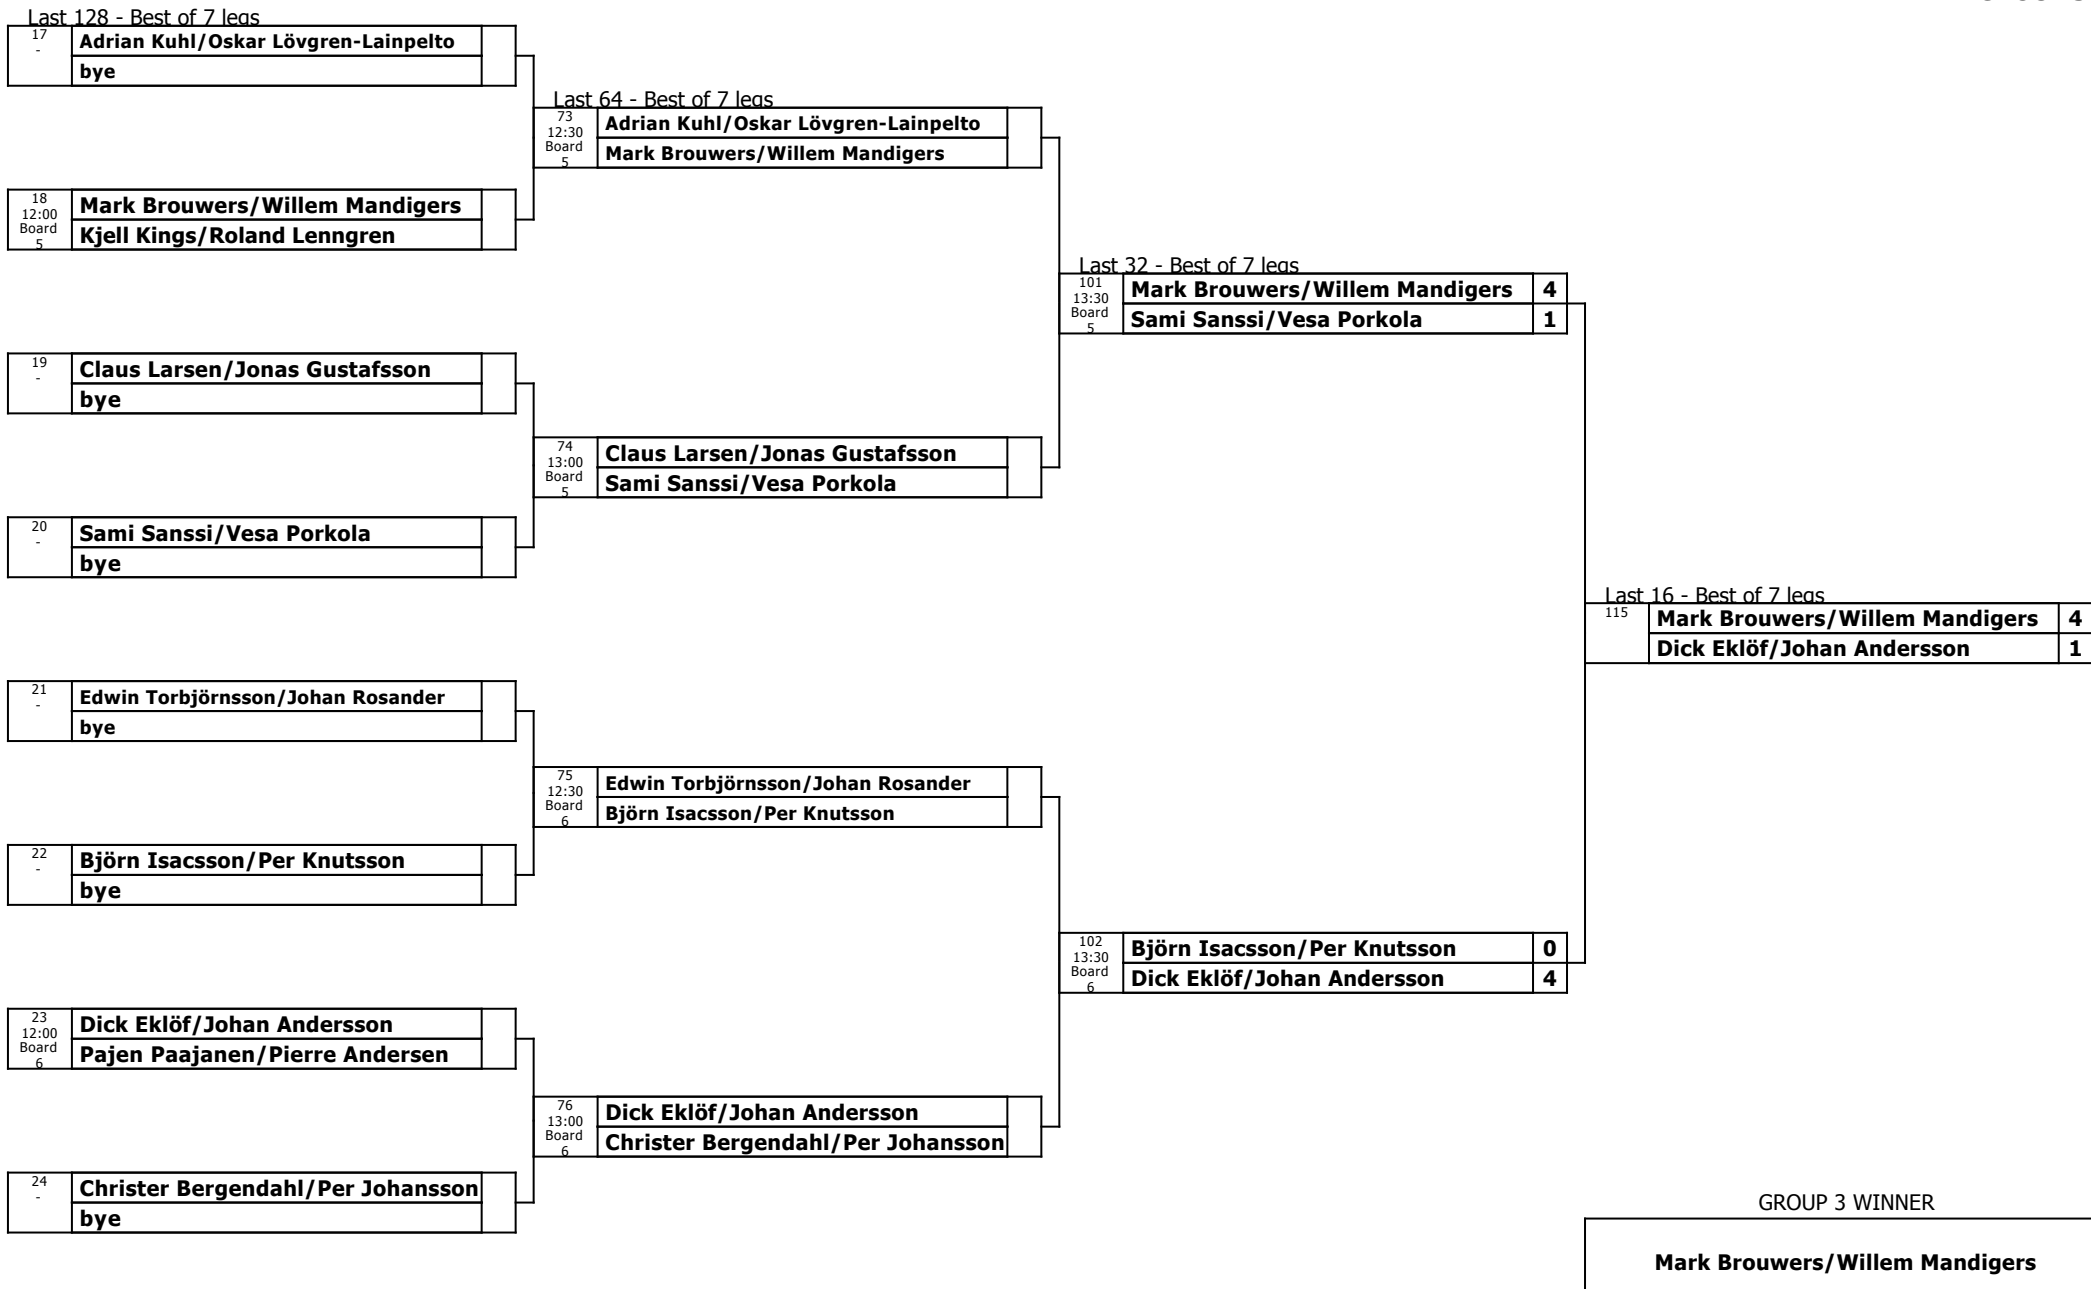 Last 128 - Best of 7 legs
17
-
Adrian Kuhl/Oskar Lövgren-Lainpelto
bye
18
12:00
Board
5
Mark Brouwers/Willem Mandigers
Kjell Kings/Roland Lenngren
19
-
Claus Larsen/Jonas Gustafsson
bye
20
-
Sami Sanssi/Vesa Porkola
bye
21
-
Edwin Torbjörnsson/Johan Rosander
bye
22
-
Björn Isacsson/Per Knutsson
bye
23
12:00
Board
6
Dick Eklöf/Johan Andersson
Pajen Paajanen/Pierre Andersen
24
-
Christer Bergendahl/Per Johansson
bye
Last 64 - Best of 7 legs
73
12:30
Board
5
Adrian Kuhl/Oskar Lövgren-Lainpelto
Mark Brouwers/Willem Mandigers
74
13:00
Board
5
Claus Larsen/Jonas Gustafsson
Sami Sanssi/Vesa Porkola
75
12:30
Board
6
Edwin Torbjörnsson/Johan Rosander
Björn Isacsson/Per Knutsson
76
13:00
Board
6
Dick Eklöf/Johan Andersson
Christer Bergendahl/Per Johansson
Last 32 - Best of 7 legs
101
13:30
Board
5
Mark Brouwers/Willem Mandigers 4
Sami Sanssi/Vesa Porkola 1
102
13:30
Board
6
Björn Isacsson/Per Knutsson 0
Dick Eklöf/Johan Andersson 4
Last 16 - Best of 7 legs
115
Mark Brouwers/Willem Mandigers 4
Dick Eklöf/Johan Andersson 1
GROUP 3 WINNER
Mark Brouwers/Willem Mandigers